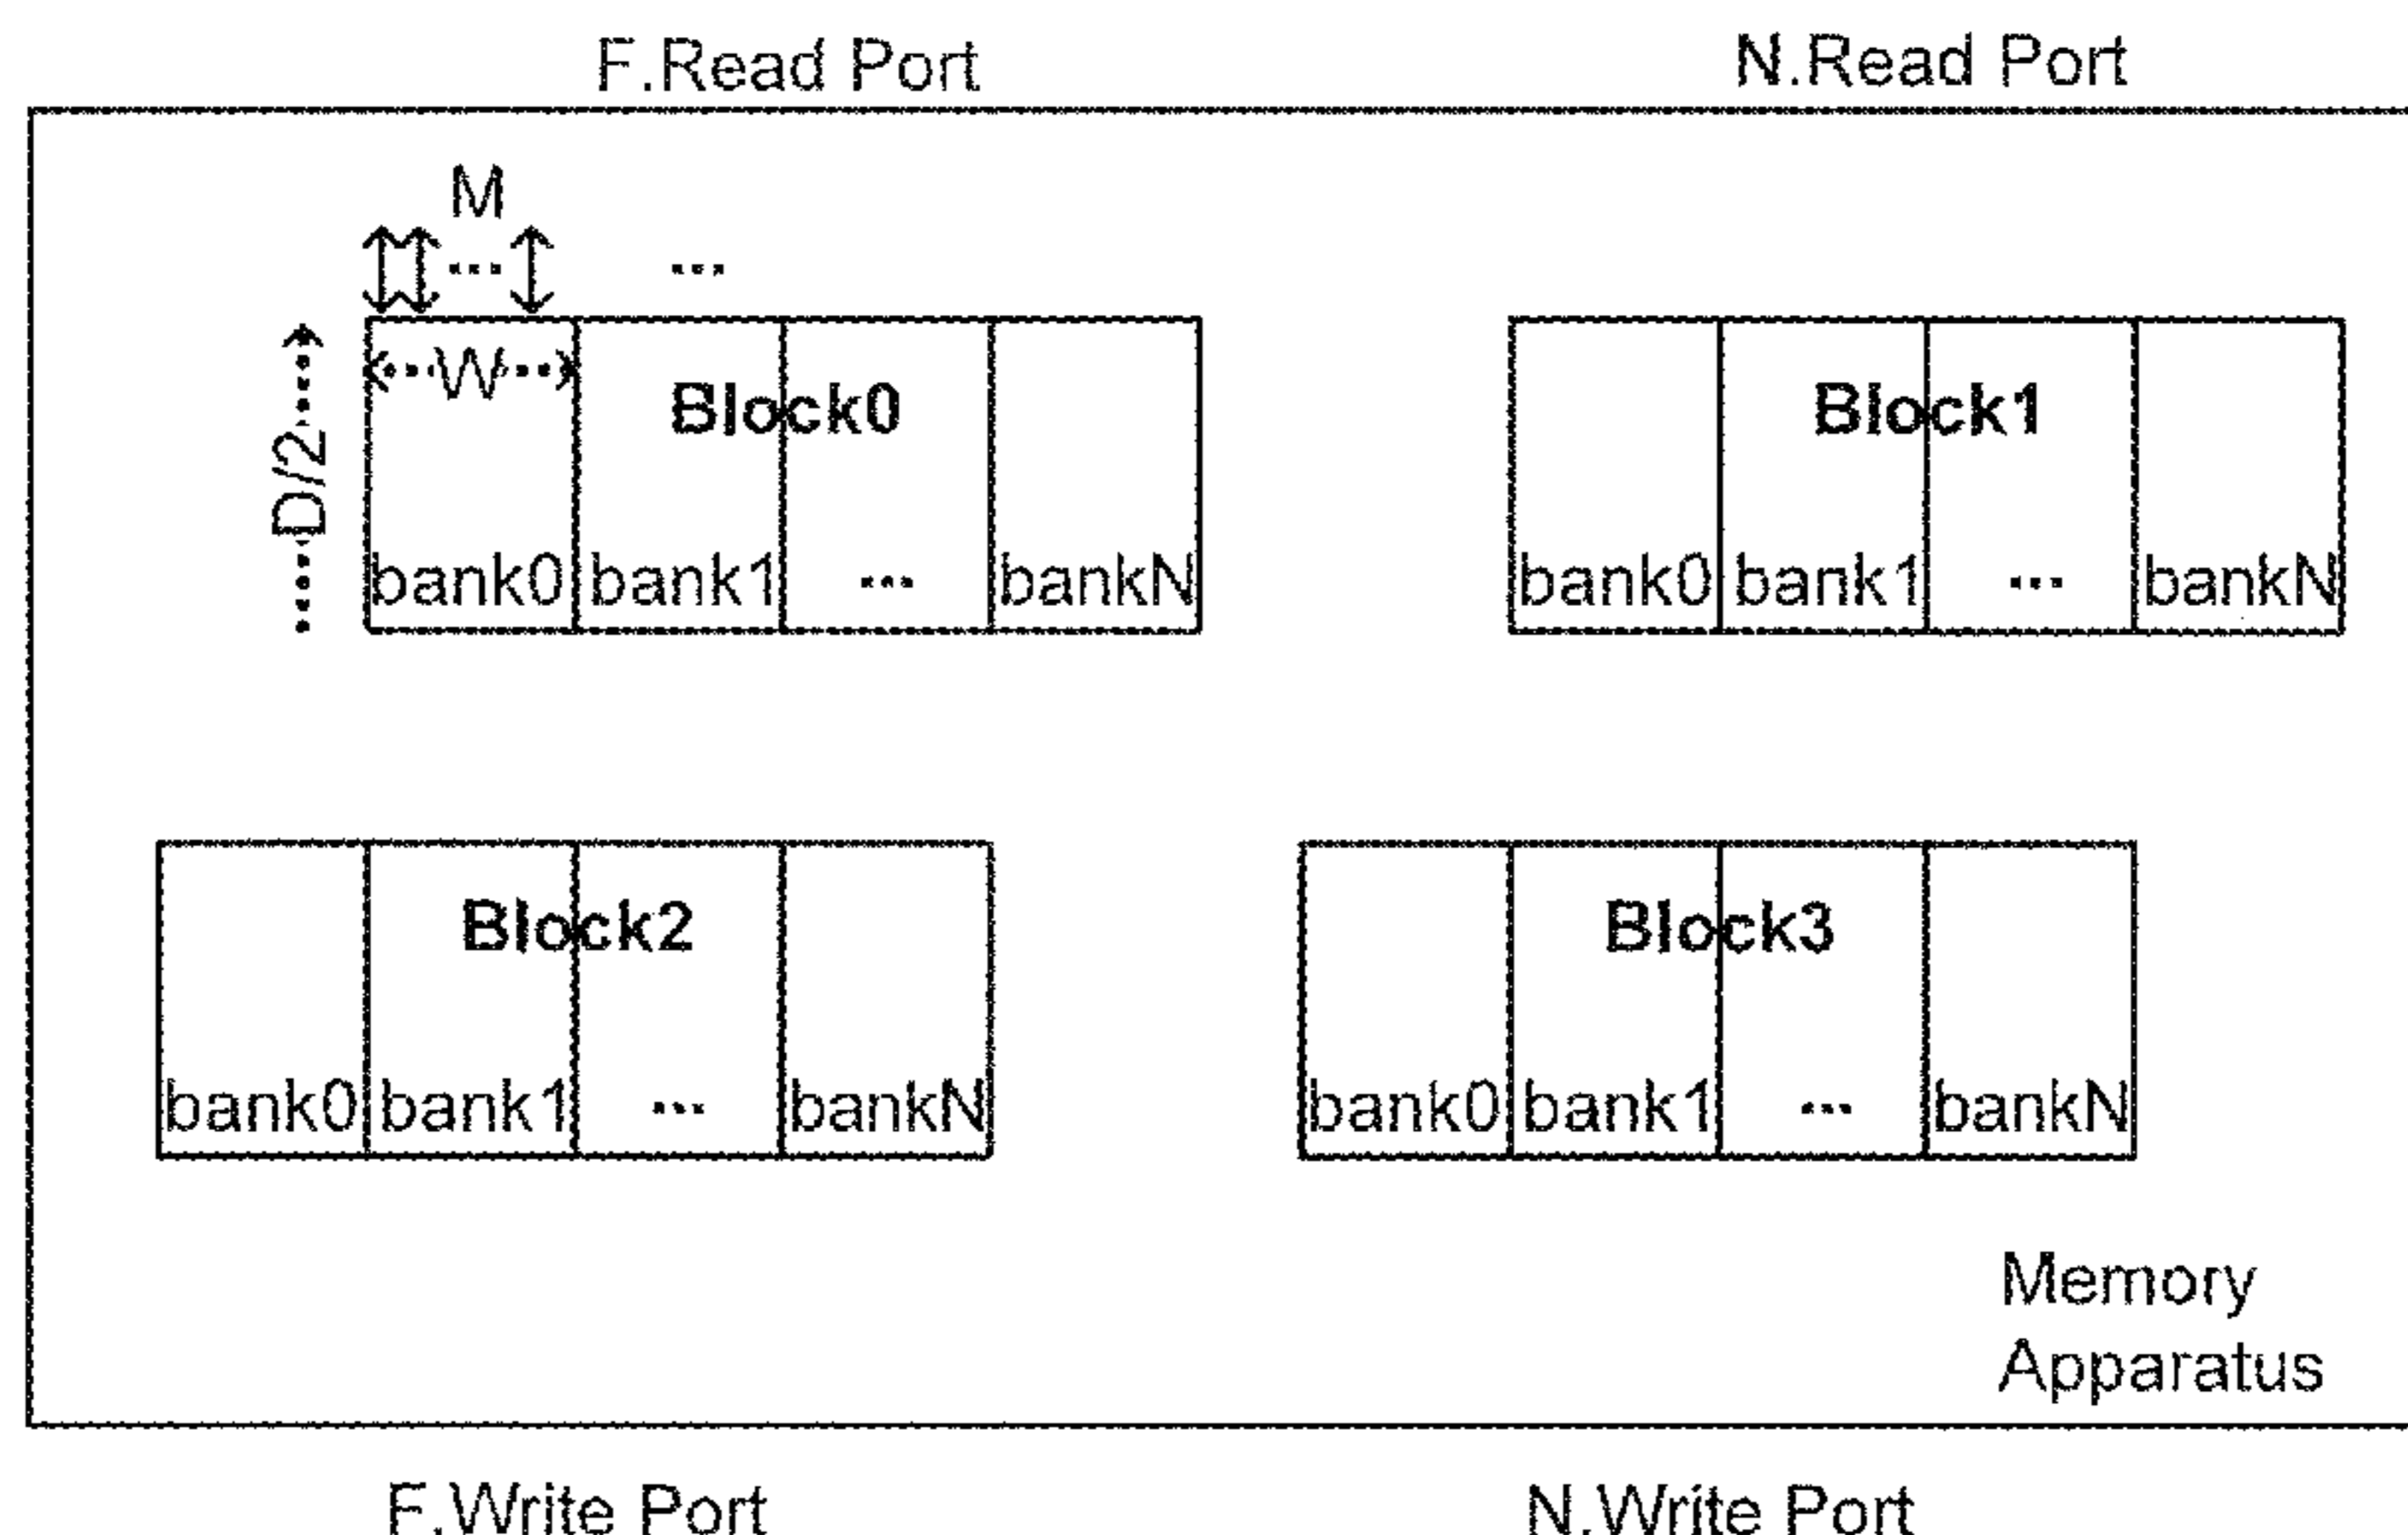 F.Read Port N.Read Port
M
... ...
W
D/2
Block0 Block1
bank0 bank1 ... bankN bank0 bank1 ... bankN
Block2 Block3
bank0 bank1 ... bankN bank0 bank1 ... bankN
Memory
Apparatus
F.Write Port N.Write Port